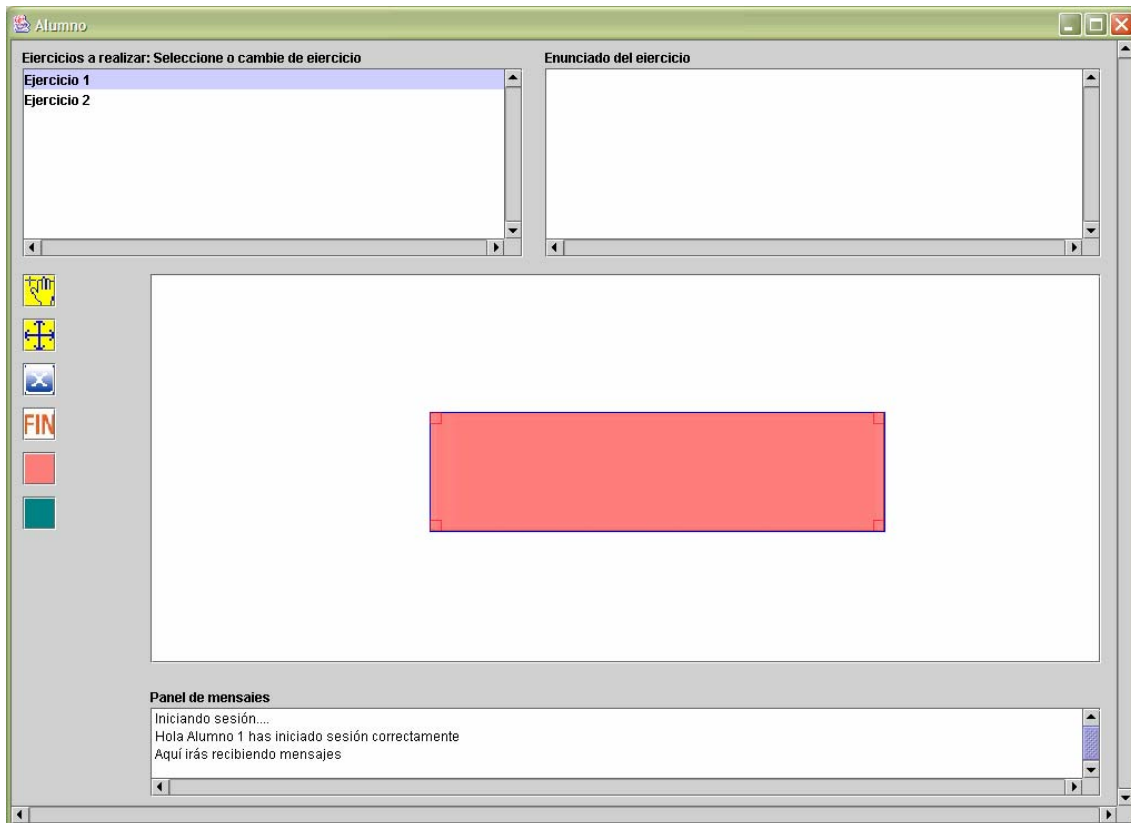 Alumno
Ejercicios a realizar: Seleccione o cambie de ejercicio
Ejercicio 1
Ejercicio 2
Enunciado del ejercicio
FIN
Panel de mensajes
Iniciando sesión....
Hola Alumno 1 has iniciado sesión correctamente
Aquí irás recibiendo mensajes